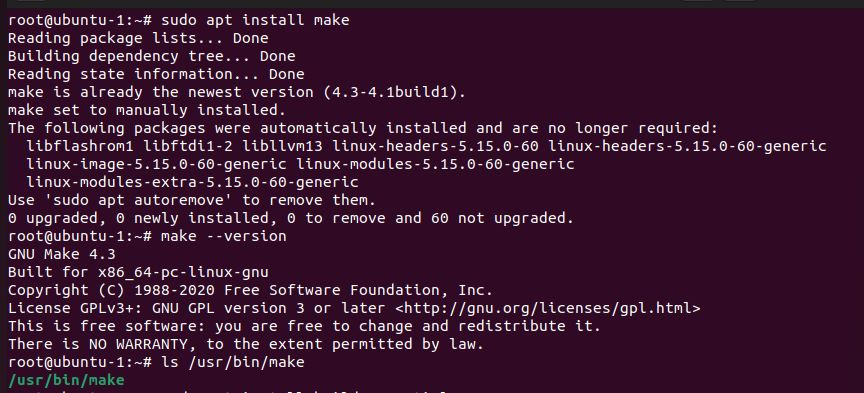 root@ubuntu-1:~# sudo apt install make
Reading package lists... Done
Building dependency tree... Done
Reading state information... Done
make is already the newest version (4.3-4.1build1).
make set to manually installed.
The following packages were automatically installed and are no longer required:
  libflashrom1 libftdi1-2 libllvm13 linux-headers-5.15.0-60 linux-headers-5.15.0-60-generic
  linux-image-5.15.0-60-generic linux-modules-5.15.0-60-generic
  linux-modules-extra-5.15.0-60-generic
Use 'sudo apt autoremove' to remove them.
0 upgraded, 0 newly installed, 0 to remove and 60 not upgraded.
root@ubuntu-1:~# make --version
GNU Make 4.3
Built for x86_64-pc-linux-gnu
Copyright (C) 1988-2020 Free Software Foundation, Inc.
License GPLv3+: GNU GPL version 3 or later <http://gnu.org/licenses/gpl.html>
This is free software: you are free to change and redistribute it.
There is NO WARRANTY, to the extent permitted by law.
root@ubuntu-1:~# ls /usr/bin/make
/usr/bin/make